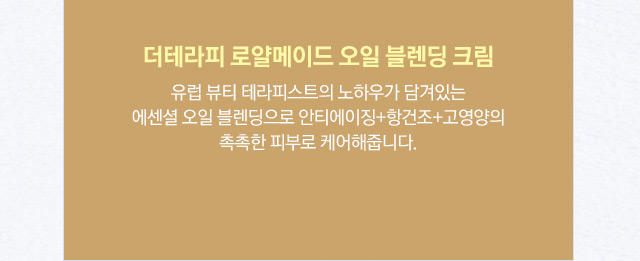 더테라피 로얄메이드 오일 블렌딩 크림
유럽 뷰티 테라피스트의 노하우가 담겨있는
에센셜 오일 블렌딩으로 안티에이징+항건조+고영양의
촉촉한 피부로 케어해줍니다.